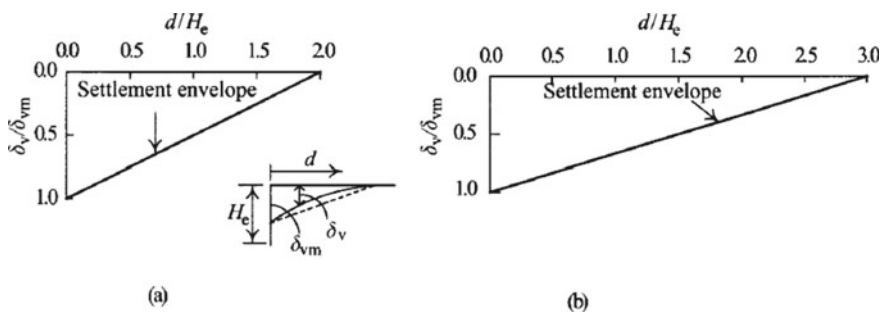 d/Hₑ
0.0 0.5 1.0 1.5 2.0
0.0
Settlement envelope
0.5
1.0
δᵥ/δᵥₘ
d
Hₑ
δᵥ
δᵥₘ
(a)
d/Hₑ
0.0 0.5 1.0 1.5 2.0 2.5 3.0
0.0
Settlement envelope
0.5
1.0
δᵥ/δᵥₘ
(b)